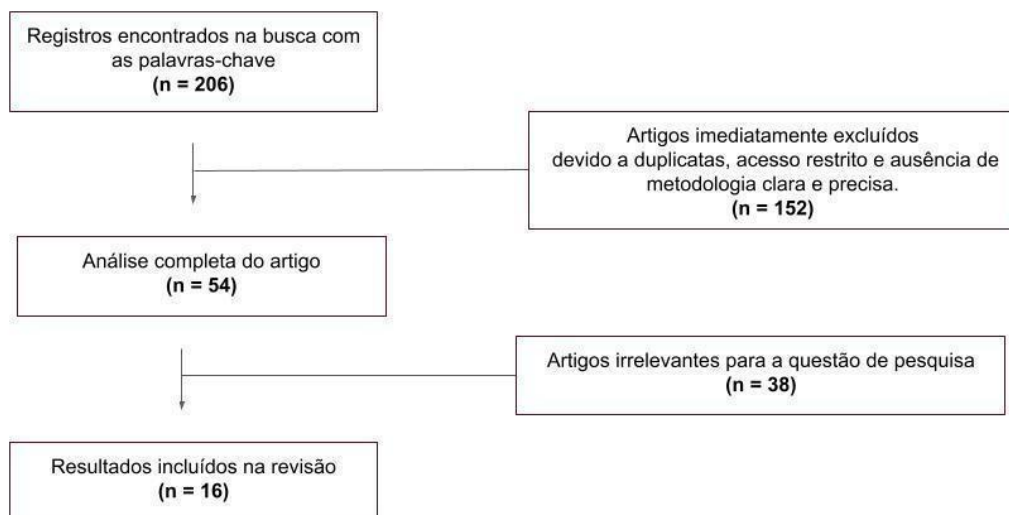 Registros encontrados na busca com
as palavras-chave
(n = 206)
Artigos imediatamente excluídos
devido a duplicatas, acesso restrito e ausência de
metodologia clara e precisa.
(n = 152)
Análise completa do artigo
(n = 54)
Artigos irrelevantes para a questão de pesquisa
(n = 38)
Resultados incluídos na revisão
(n = 16)